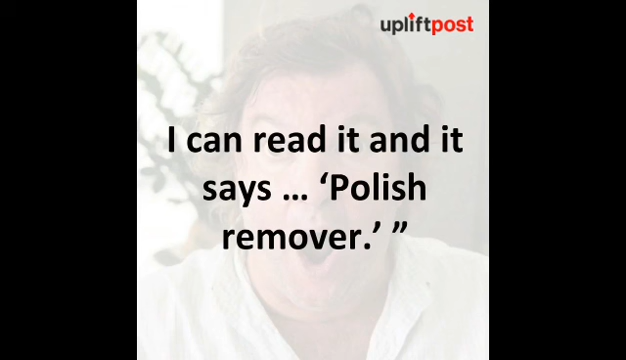 upliftpost
I can read it and it
says ... ‘Polish
remover.’ ”